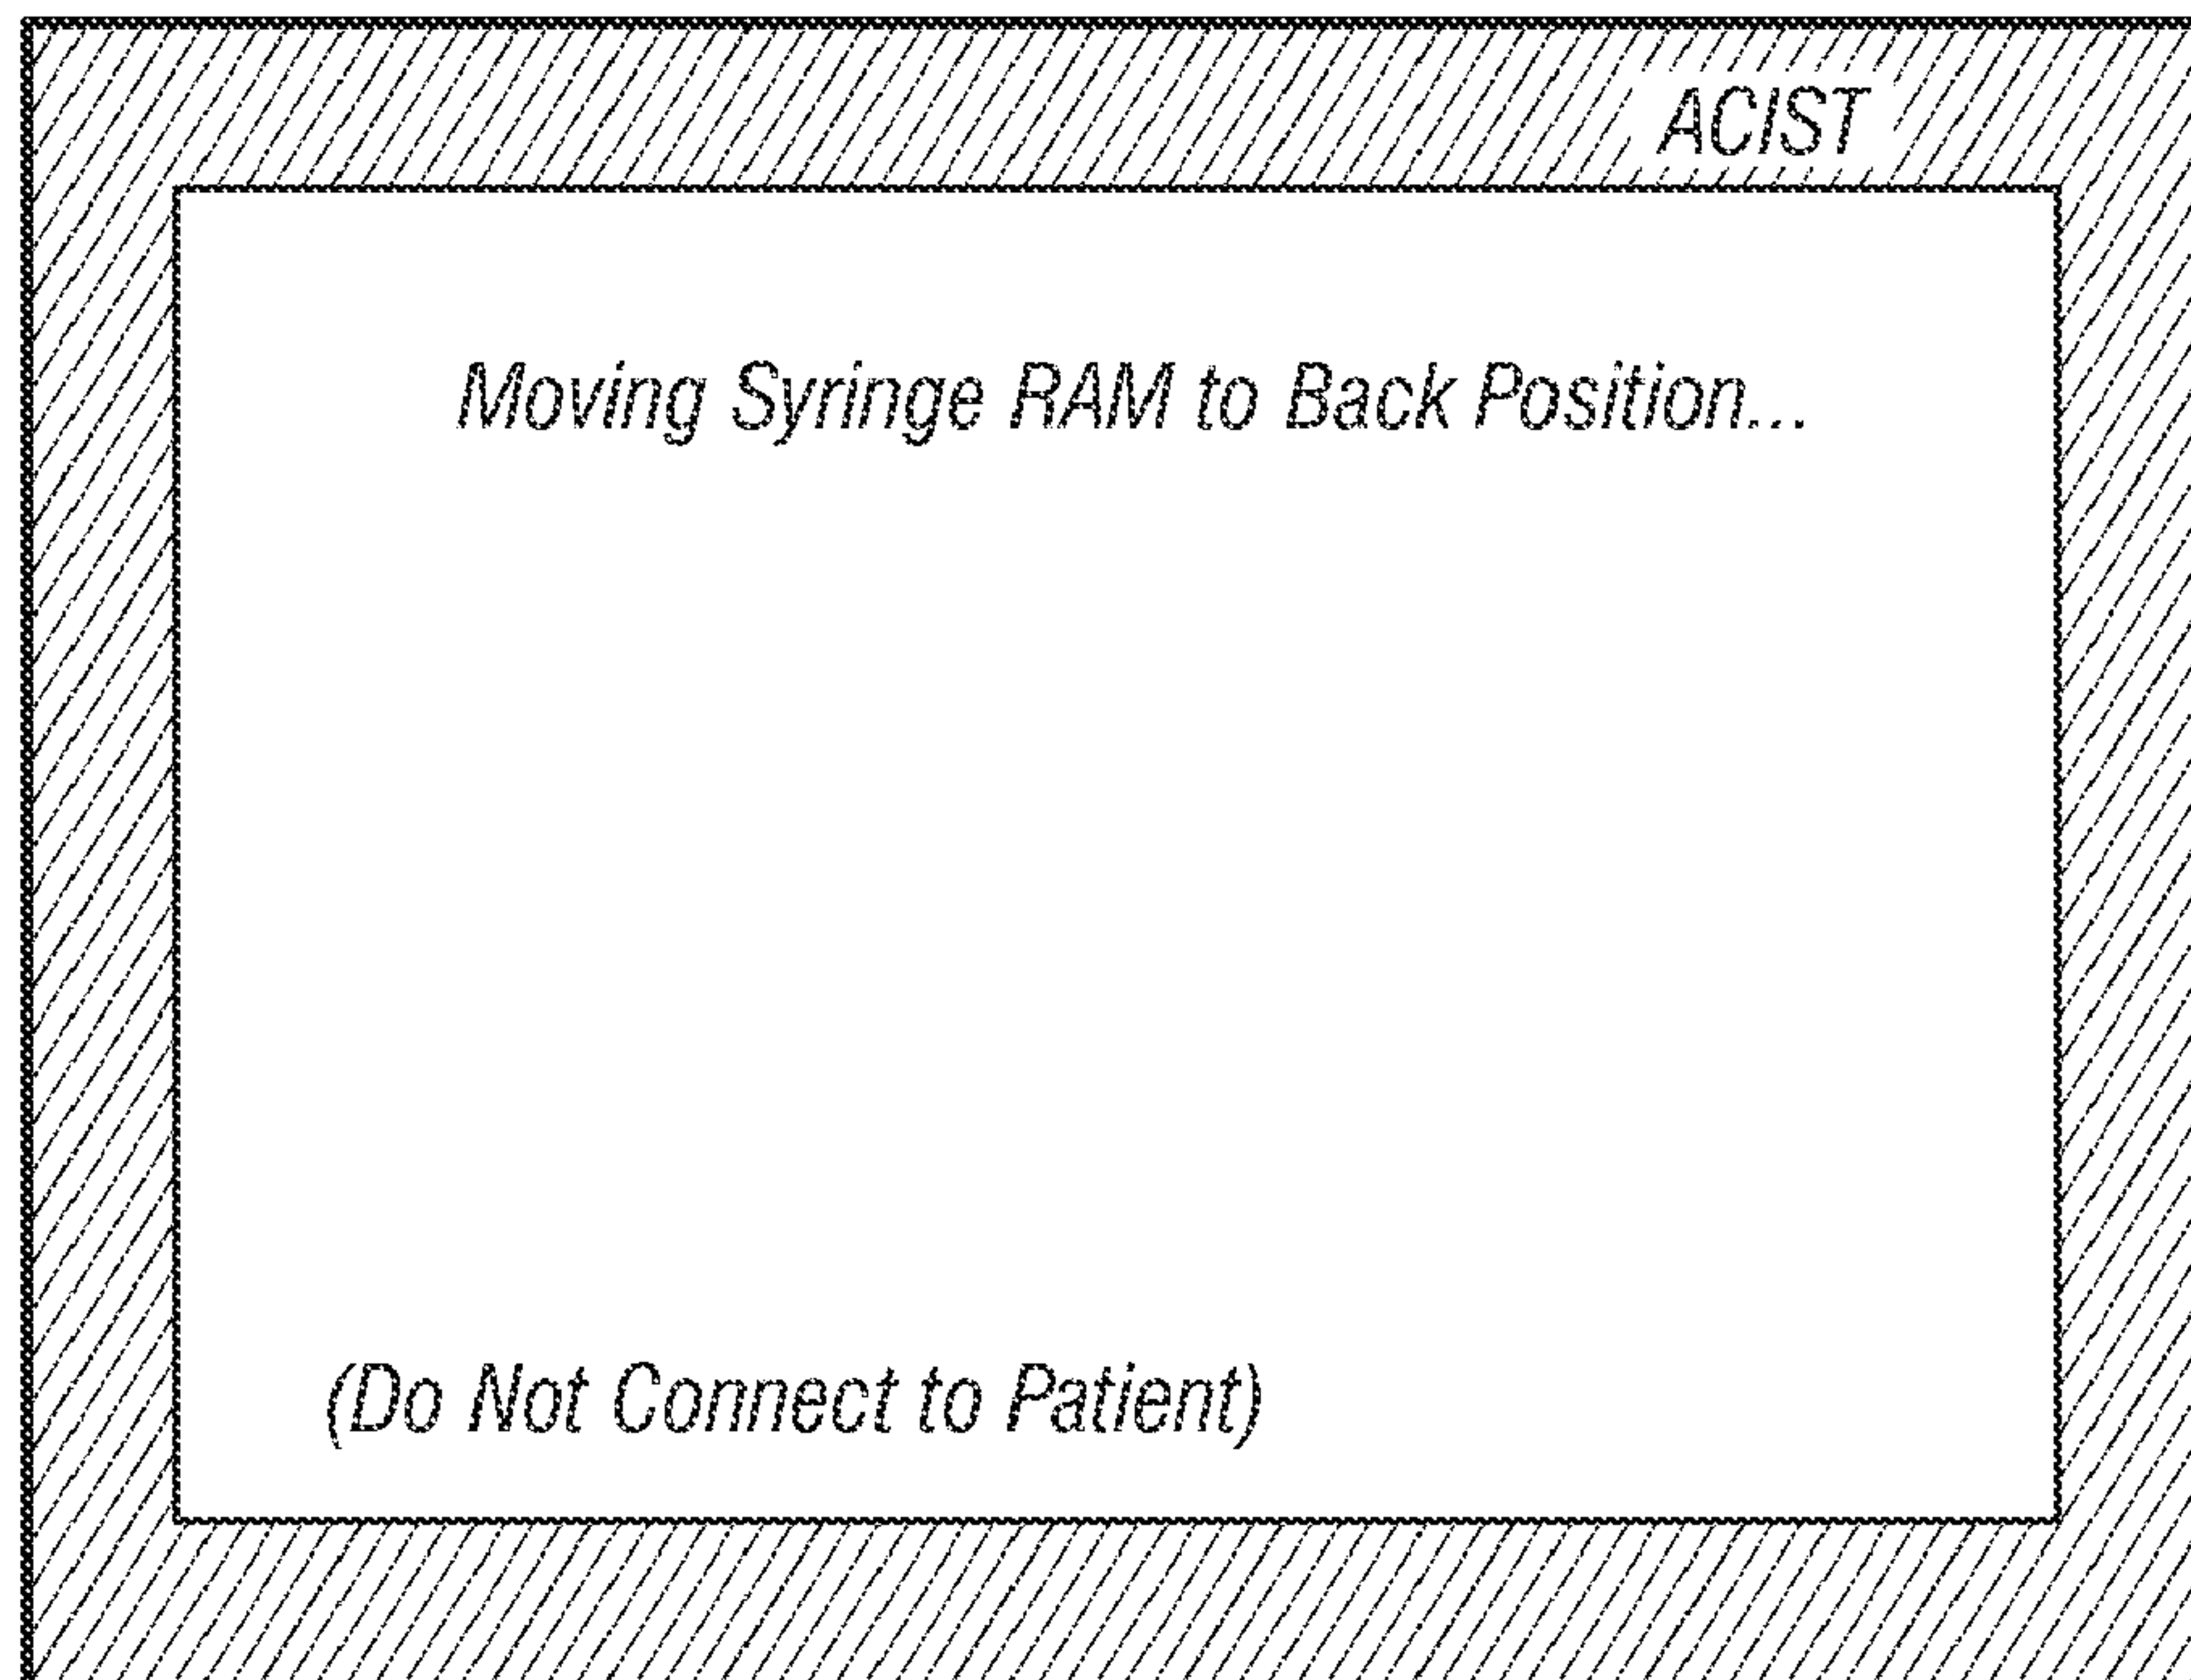 ACIST
Moving Syringe RAM to Back Position...
(Do Not Connect to Patient)